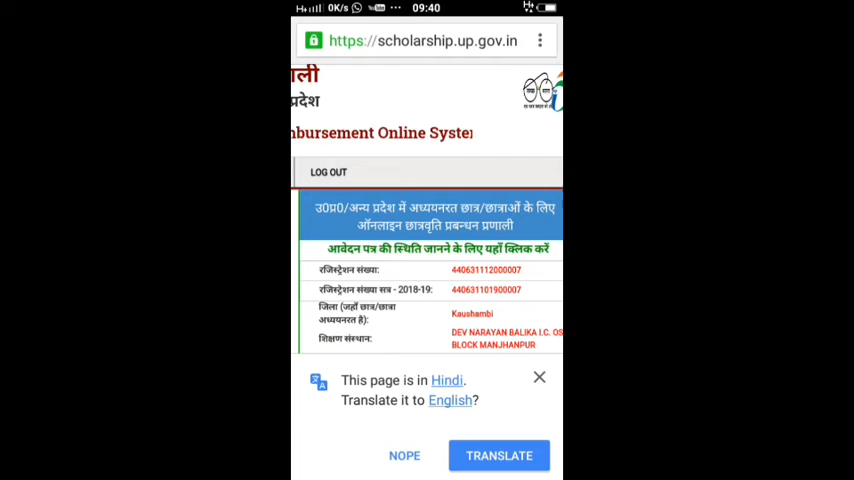 H+ 0K/s You Tube ••• 09:40 H+
https://scholarship.up.gov.in
ाली
प्रदेश
nbursement Online Syste
LOG OUT
उ0प्र0/अन्य प्रदेश में अध्ययनरत छात्र/छात्राओं के लिए
ऑनलाइन छात्रवृति प्रबन्धन प्रणाली
आवेदन पत्र की स्थिति जानने के लिए यहाँ क्लिक करें
रजिस्ट्रेशन संख्या: 440631112000007
रजिस्ट्रेशन संख्या सत्र - 2018-19: 440631101900007
जिला (जहाँ छात्र/छात्रा
अध्ययनरत है): Kaushambi
शिक्षण संस्थान: DEV NARAYAN BALIKA I.C. OS
BLOCK MANJHANPUR
This page is in Hindi.
Translate it to English?
NOPE TRANSLATE